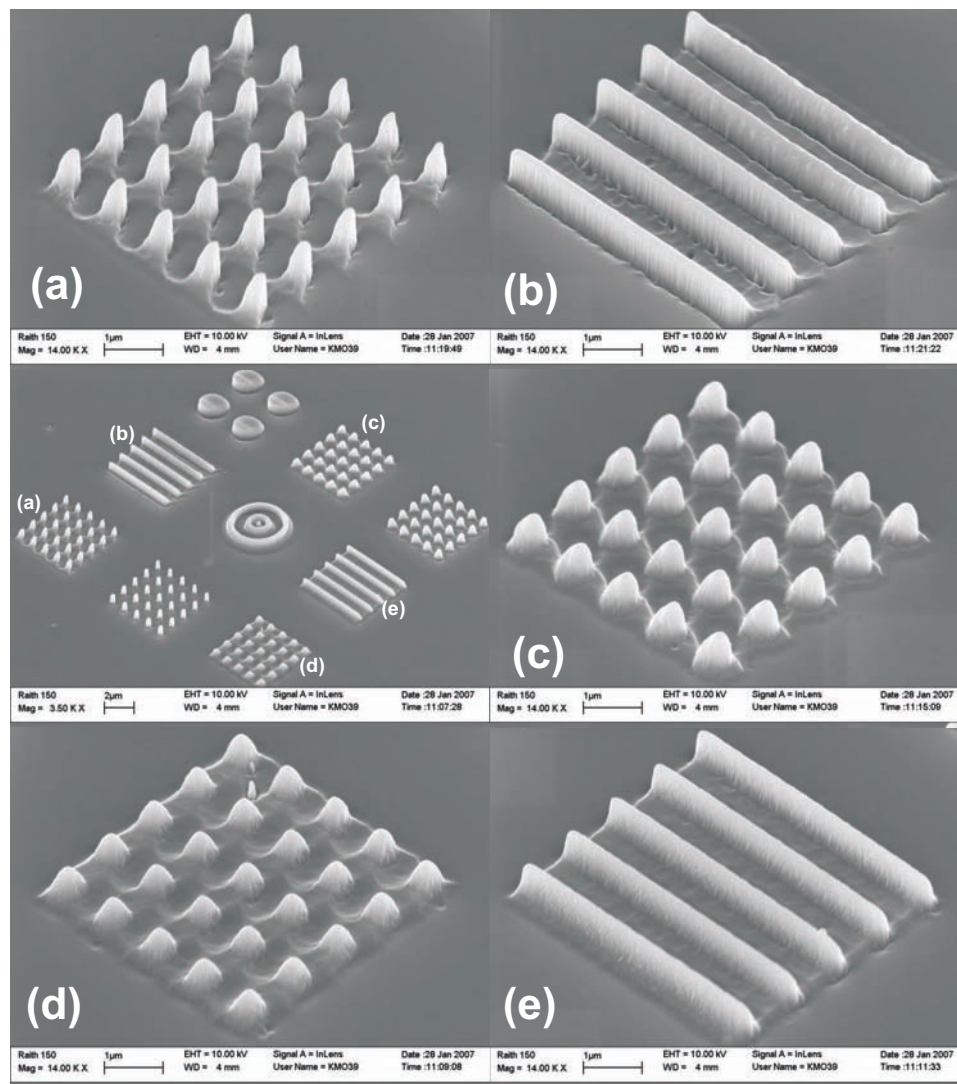 (a)
Raith 150 1µm EHT = 10.00 kV Signal A = InLens Date :28 Jan 2007
Mag = 14.00 K X WD = 4 mm User Name = KMO39 Time :11:19:49
(b)
Raith 150 1µm EHT = 10.00 kV Signal A = InLens Date :28 Jan 2007
Mag = 14.00 K X WD = 4 mm User Name = KMO39 Time :11:21:22
(b)
(c)
(a)
(e)
(d)
Raith 150 2µm EHT = 10.00 kV Signal A = InLens Date :28 Jan 2007
Mag = 3.50 K X WD = 4 mm User Name = KMO39 Time :11:07:28
(c)
Raith 150 1µm EHT = 10.00 kV Signal A = InLens Date :28 Jan 2007
Mag = 14.00 K X WD = 4 mm User Name = KMO39 Time :11:15:09
(d)
Raith 150 1µm EHT = 10.00 kV Signal A = InLens Date :28 Jan 2007
Mag = 14.00 K X WD = 4 mm User Name = KMO39 Time :11:09:08
(e)
Raith 150 1µm EHT = 10.00 kV Signal A = InLens Date :28 Jan 2007
Mag = 14.00 K X WD = 4 mm User Name = KMO39 Time :11:11:33